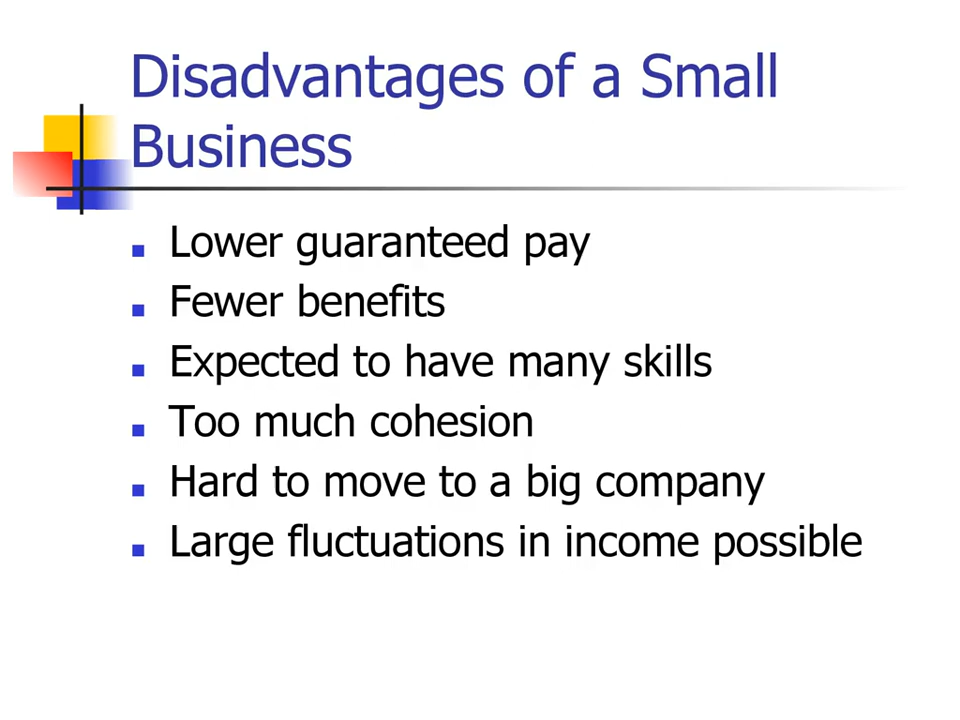 Disadvantages of a Small
Business
Lower guaranteed pay
Fewer benefits
Expected to have many skills
Too much cohesion
Hard to move to a big company
Large fluctuations in income possible